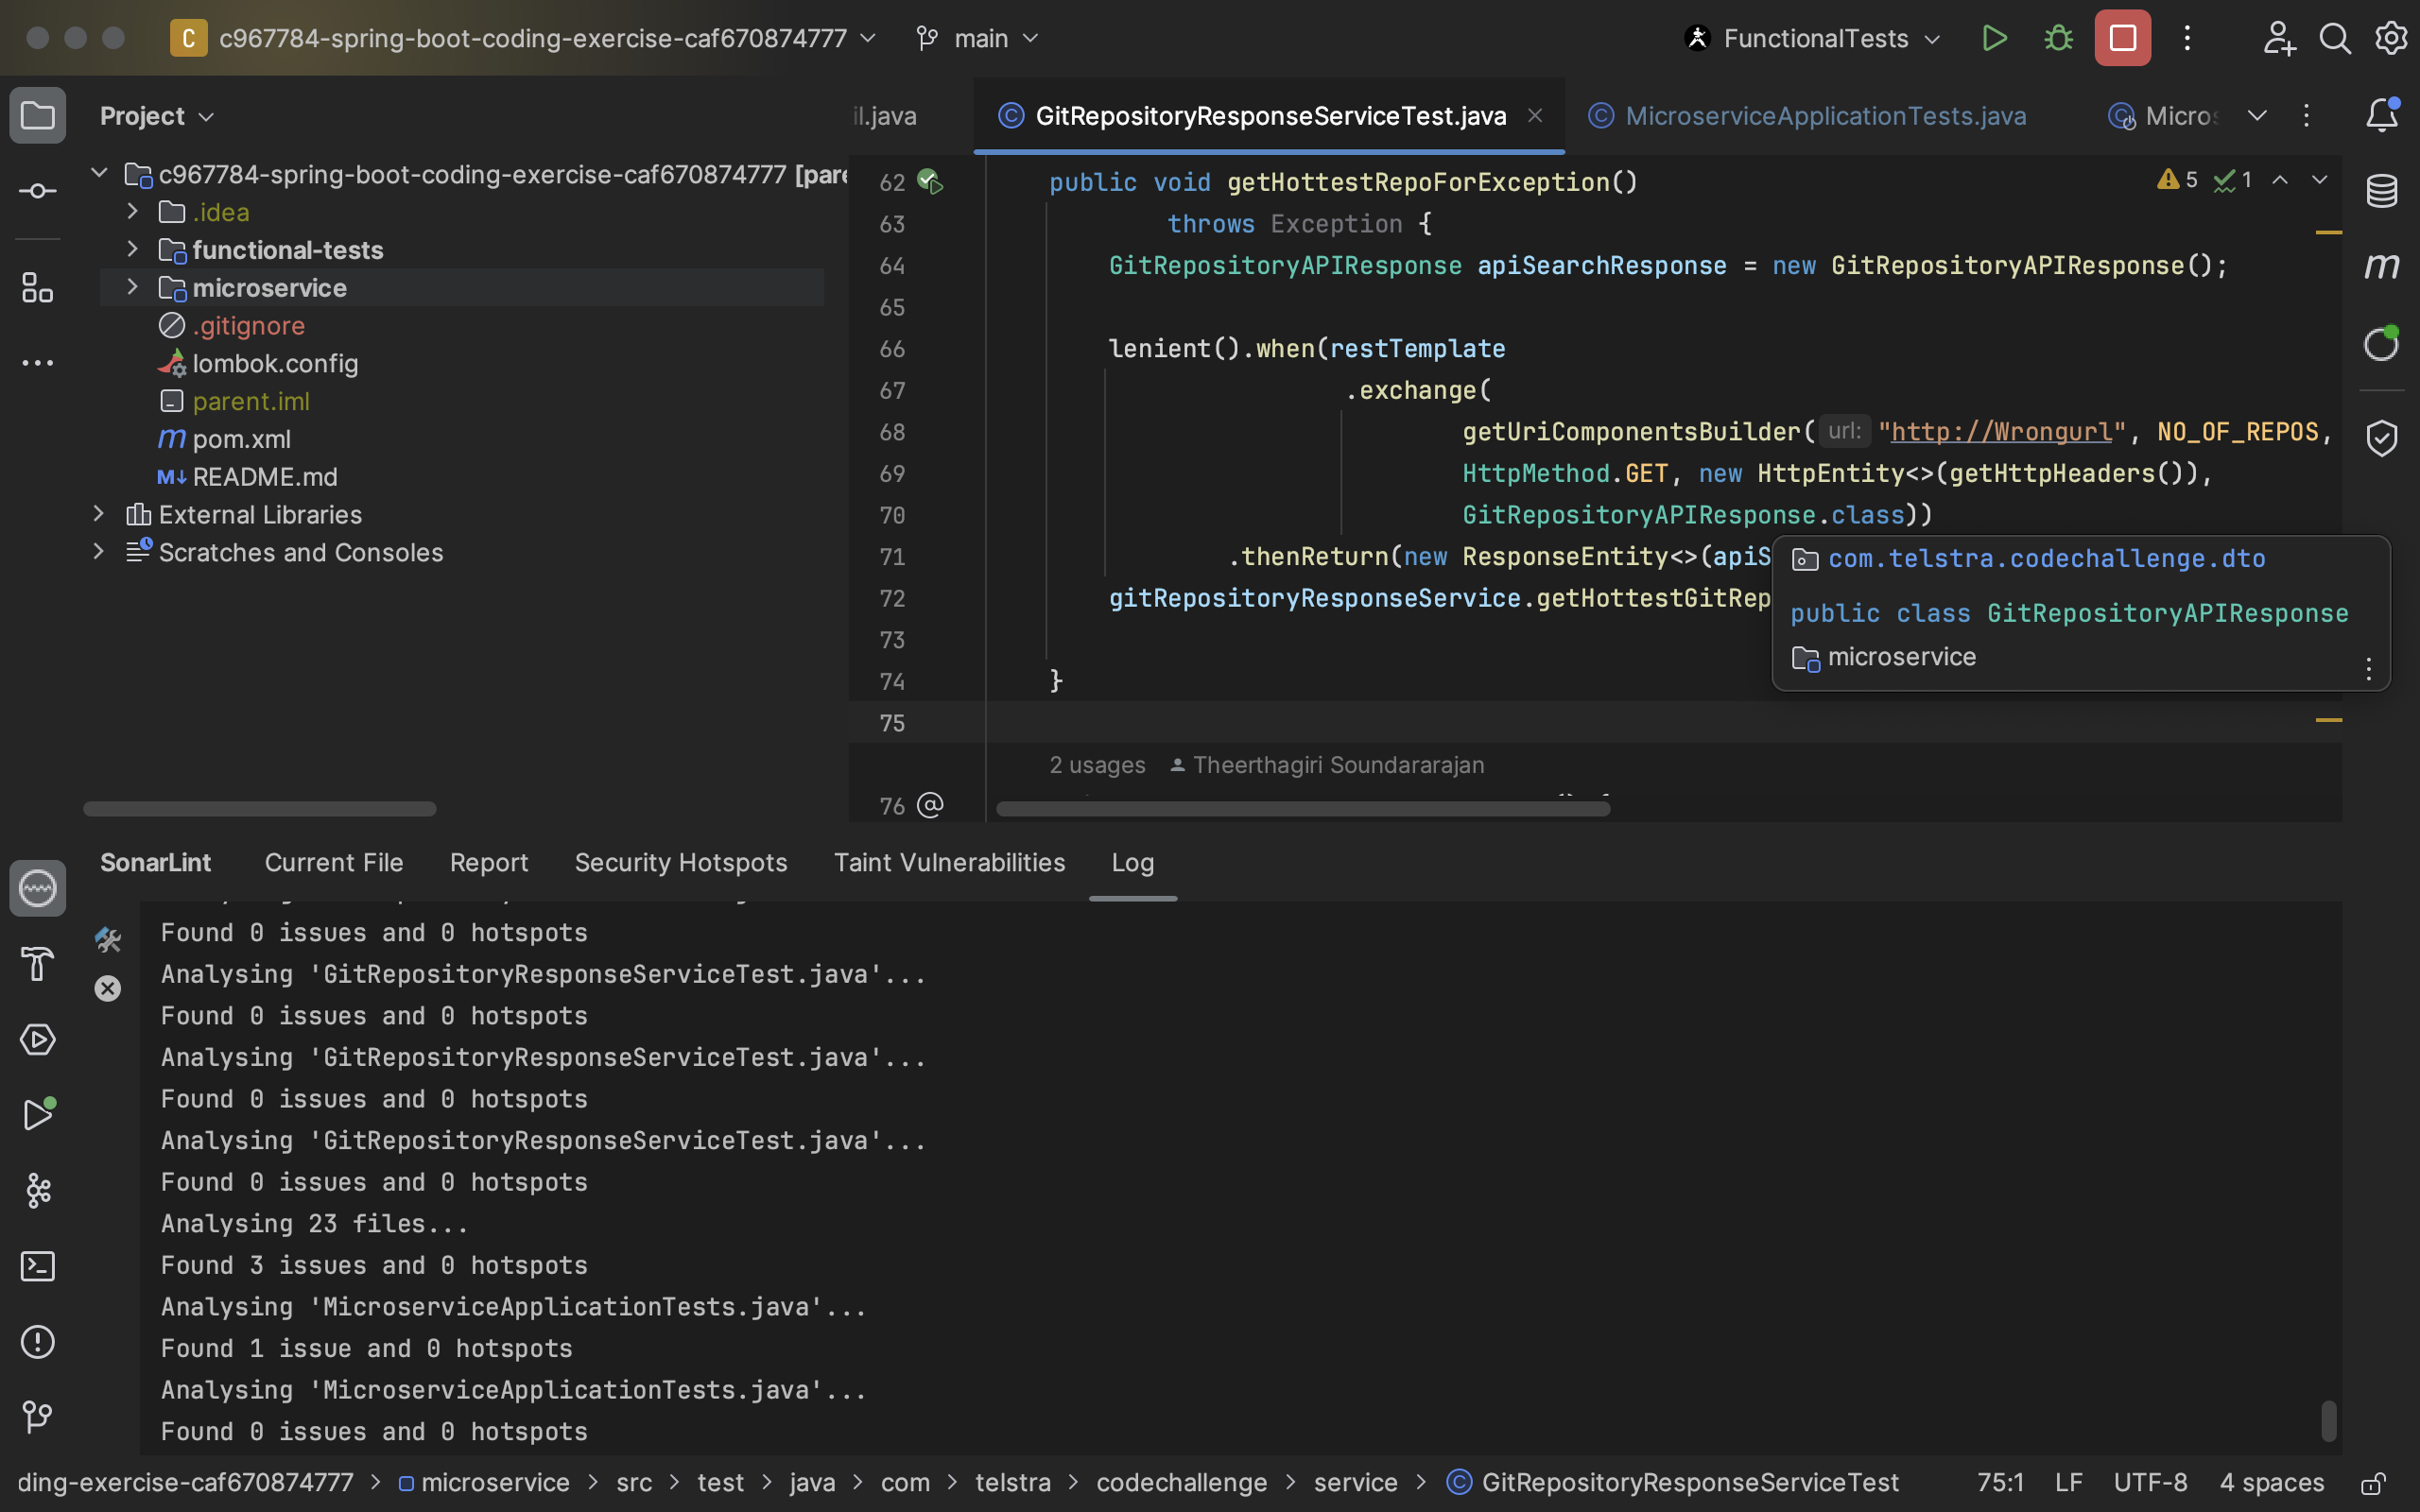 C c967784-spring-boot-coding-exercise-caf670874777 main FunctionalTests
Project
c967784-spring-boot-coding-exercise-caf670874777 [pare
.idea
functional-tests
microservice
.gitignore
lombok.config
parent.iml
m pom.xml
M↓ README.md
External Libraries
Scratches and Consoles
il.java GitRepositoryResponseServiceTest.java MicroserviceApplicationTests.java Micros
5 1
62 public void getHottestRepoForException()
63 throws Exception {
64 GitRepositoryAPIResponse apiSearchResponse = new GitRepositoryAPIResponse();
65
66 lenient().when(restTemplate
67 .exchange(
68 getUriComponentsBuilder( url: "http://Wrongurl", NO_OF_REPOS,
69 HttpMethod.GET, new HttpEntity<>(getHttpHeaders()),
70 GitRepositoryAPIResponse.class))
71 .thenReturn(new ResponseEntity<>(apiS
72 gitRepositoryResponseService.getHottestGitRep
73
74 }
75
2 usages Theerthagiri Soundararajan
76 @
com.telstra.codechallenge.dto
public class GitRepositoryAPIResponse
microservice
m
SonarLint Current File Report Security Hotspots Taint Vulnerabilities Log
Found 0 issues and 0 hotspots
Analysing 'GitRepositoryResponseServiceTest.java'...
Found 0 issues and 0 hotspots
Analysing 'GitRepositoryResponseServiceTest.java'...
Found 0 issues and 0 hotspots
Analysing 'GitRepositoryResponseServiceTest.java'...
Found 0 issues and 0 hotspots
Analysing 23 files...
Found 3 issues and 0 hotspots
Analysing 'MicroserviceApplicationTests.java'...
Found 1 issue and 0 hotspots
Analysing 'MicroserviceApplicationTests.java'...
Found 0 issues and 0 hotspots
ding-exercise-caf670874777 > microservice > src > test > java > com > telstra > codechallenge > service > GitRepositoryResponseServiceTest 75:1 LF UTF-8 4 spaces